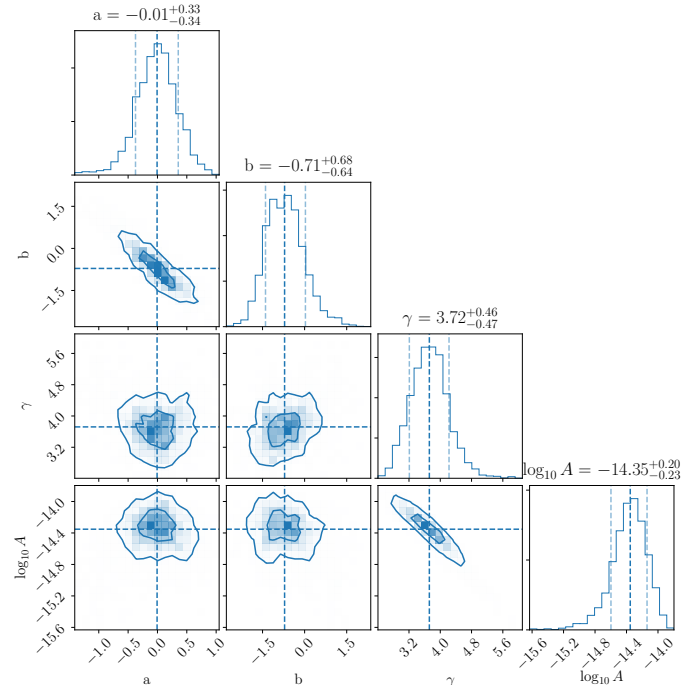 a = −0.01^{+0.33}_{−0.34}
b = −0.71^{+0.68}_{−0.64}
γ = 3.72^{+0.46}_{−0.47}
log₁₀ A = −14.35^{+0.20}_{−0.23}
b
1.5
0.0
−1.5
γ
5.6
4.8
4.0
3.2
log₁₀ A
−14.0
−14.4
−14.8
−15.2
−15.6
−1.0 −0.5 0.0 0.5 1.0
a
−1.5 0.0 1.5
b
3.2 4.0 4.8 5.6
γ
−15.6 −15.2 −14.8 −14.4 −14.0
log₁₀ A